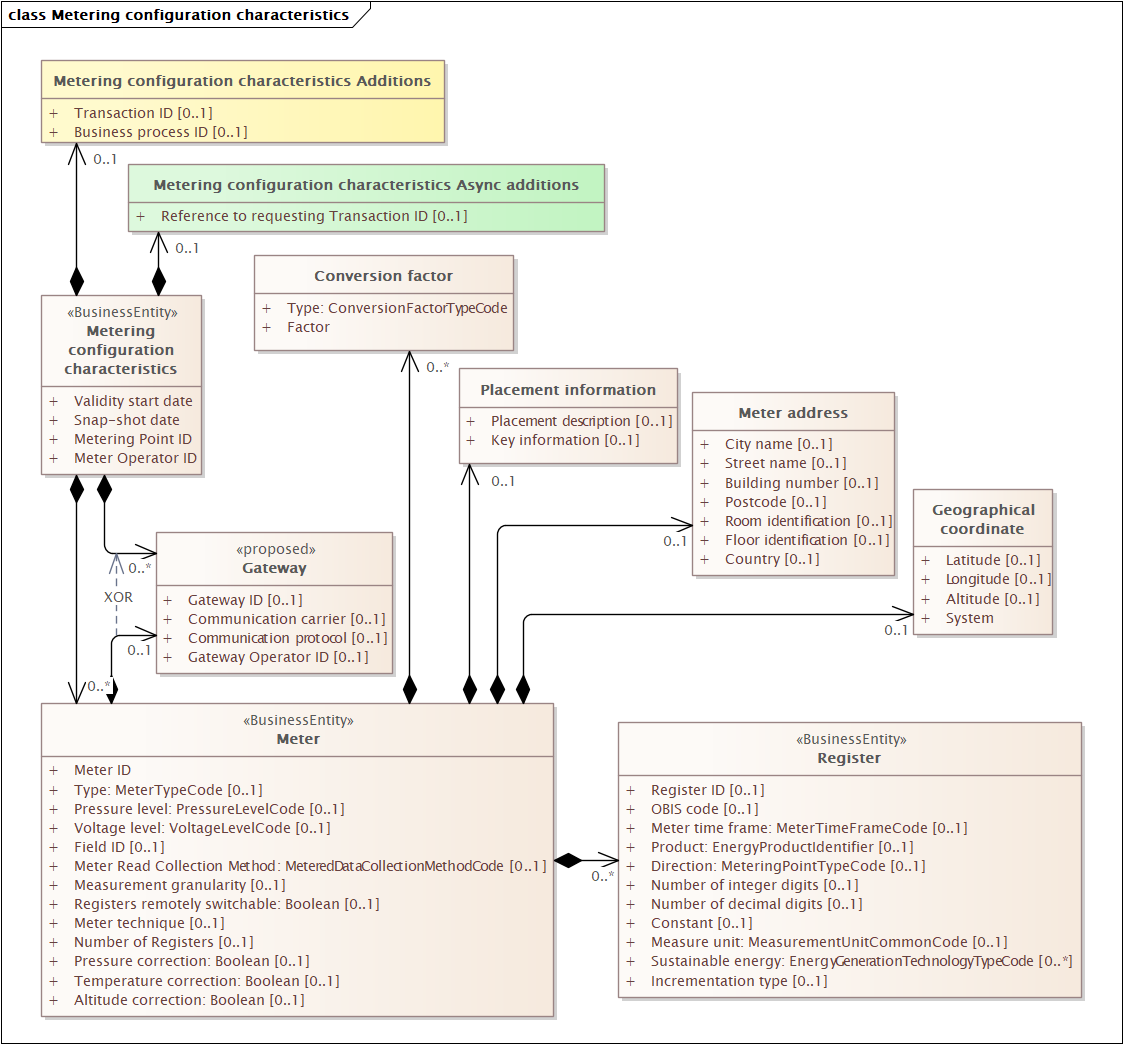 class Metering configuration characteristics
Metering configuration characteristics Additions
+ Transaction ID [0..1]
+ Business process ID [0..1]
0..1
Metering configuration characteristics Async additions
+ Reference to requesting Transaction ID [0..1]
0..1
Conversion factor
+ Type: ConversionFactorTypeCode
+ Factor
0..*
«BusinessEntity»
Metering
configuration
characteristics
+ Validity start date
+ Snap-shot date
+ Metering Point ID
+ Meter Operator ID
Placement information
+ Placement description [0..1]
+ Key information [0..1]
0..1
Meter address
+ City name [0..1]
+ Street name [0..1]
+ Building number [0..1]
+ Postcode [0..1]
+ Room identification [0..1]
+ Floor identification [0..1]
+ Country [0..1]
0..1
Geographical
coordinate
+ Latitude [0..1]
+ Longitude [0..1]
+ Altitude [0..1]
+ System
0..1
«proposed»
Gateway
+ Gateway ID [0..1]
+ Communication carrier [0..1]
+ Communication protocol [0..1]
+ Gateway Operator ID [0..1]
0..*
XOR
0..1
0..*
«BusinessEntity»
Meter
+ Meter ID
+ Type: MeterTypeCode [0..1]
+ Pressure level: PressureLevelCode [0..1]
+ Voltage level: VoltageLevelCode [0..1]
+ Field ID [0..1]
+ Meter Read Collection Method: MeteredDataCollectionMethodCode [0..1]
+ Measurement granularity [0..1]
+ Registers remotely switchable: Boolean [0..1]
+ Meter technique [0..1]
+ Number of Registers [0..1]
+ Pressure correction: Boolean [0..1]
+ Temperature correction: Boolean [0..1]
+ Altitude correction: Boolean [0..1]
0..*
«BusinessEntity»
Register
+ Register ID [0..1]
+ OBIS code [0..1]
+ Meter time frame: MeterTimeFrameCode [0..1]
+ Product: EnergyProductIdentifier [0..1]
+ Direction: MeteringPointTypeCode [0..1]
+ Number of integer digits [0..1]
+ Number of decimal digits [0..1]
+ Constant [0..1]
+ Measure unit: MeasurementUnitCommonCode [0..1]
+ Sustainable energy: EnergyGenerationTechnologyTypeCode [0..*]
+ Incrementation type [0..1]